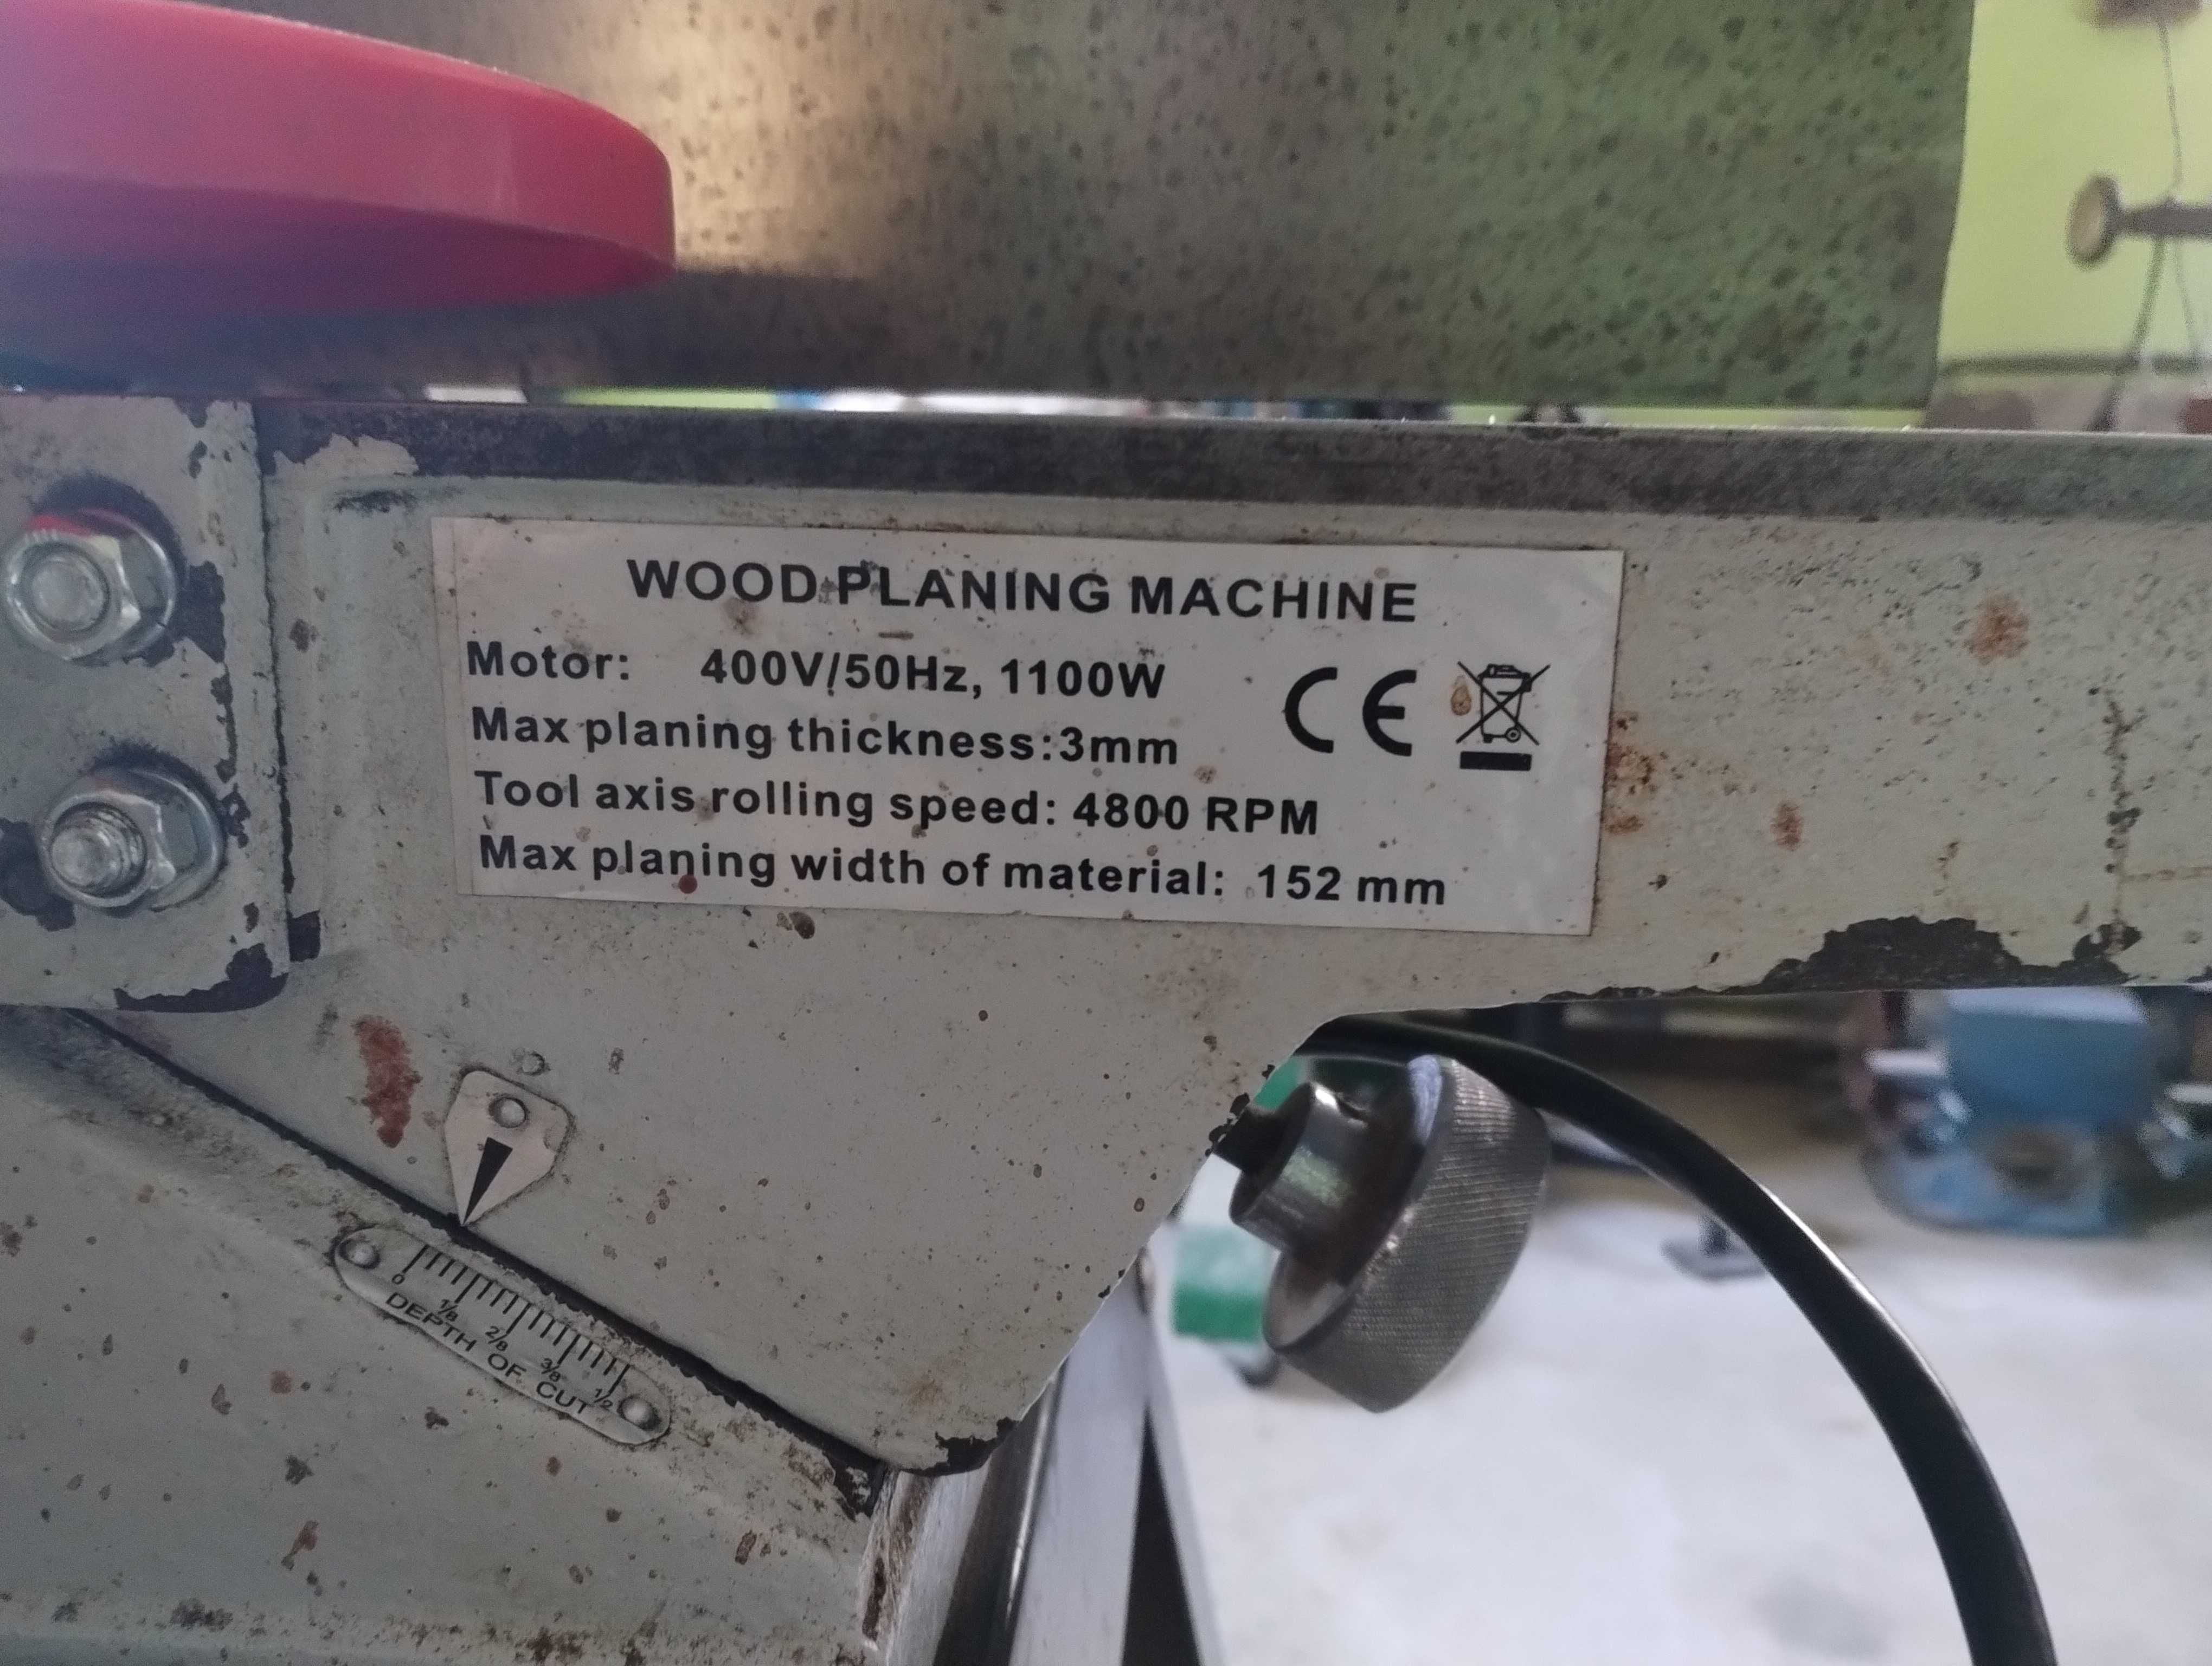 WOOD PLANING MACHINE
Motor: 400V/50Hz, 1100W
CE
Max planing thickness:3mm
Tool axis rolling speed: 4800 RPM
Max planing width of material: 152 mm
0 1/8 2/8 3/8 1/2
DEPTH OF CUT